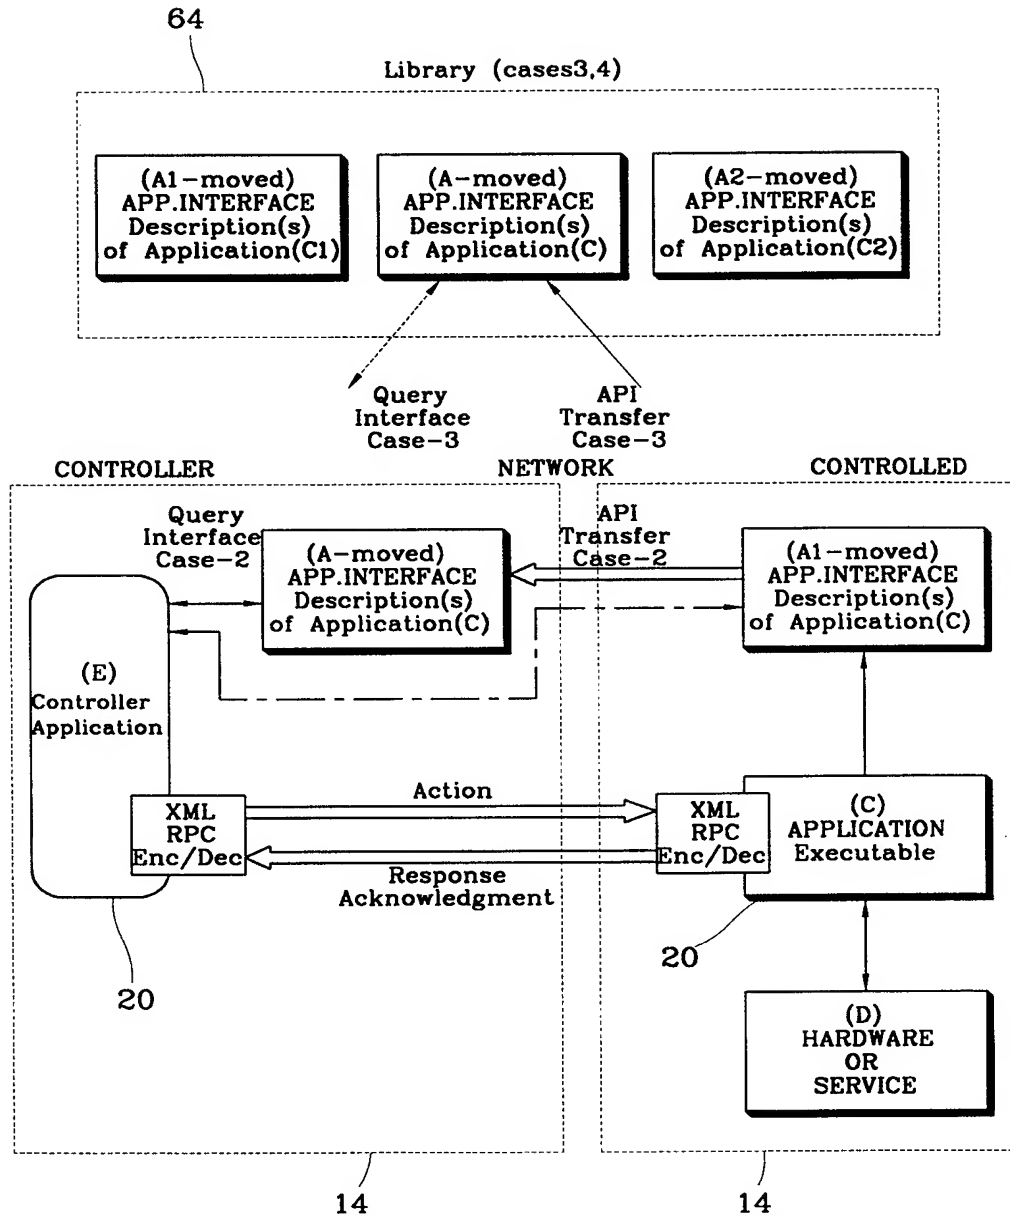 64
Library (cases3,4)
(A1-moved)
APP.INTERFACE
Description(s)
of Application(C1)
(A-moved)
APP.INTERFACE
Description(s)
of Application(C)
(A2-moved)
APP.INTERFACE
Description(s)
of Application(C2)
Query
Interface
Case-3
API
Transfer
Case-3
CONTROLLER
NETWORK
CONTROLLED
Query
Interface
Case-2
(A-moved)
APP.INTERFACE
Description(s)
of Application(C)
API
Transfer
Case-2
(A1-moved)
APP.INTERFACE
Description(s)
of Application(C)
(E)
Controller
Application
XML
RPC
Enc/Dec
Action
Response
Acknowledgment
XML
RPC
Enc/Dec
(C)
APPLICATION
Executable
20
20
(D)
HARDWARE
OR
SERVICE
14
14